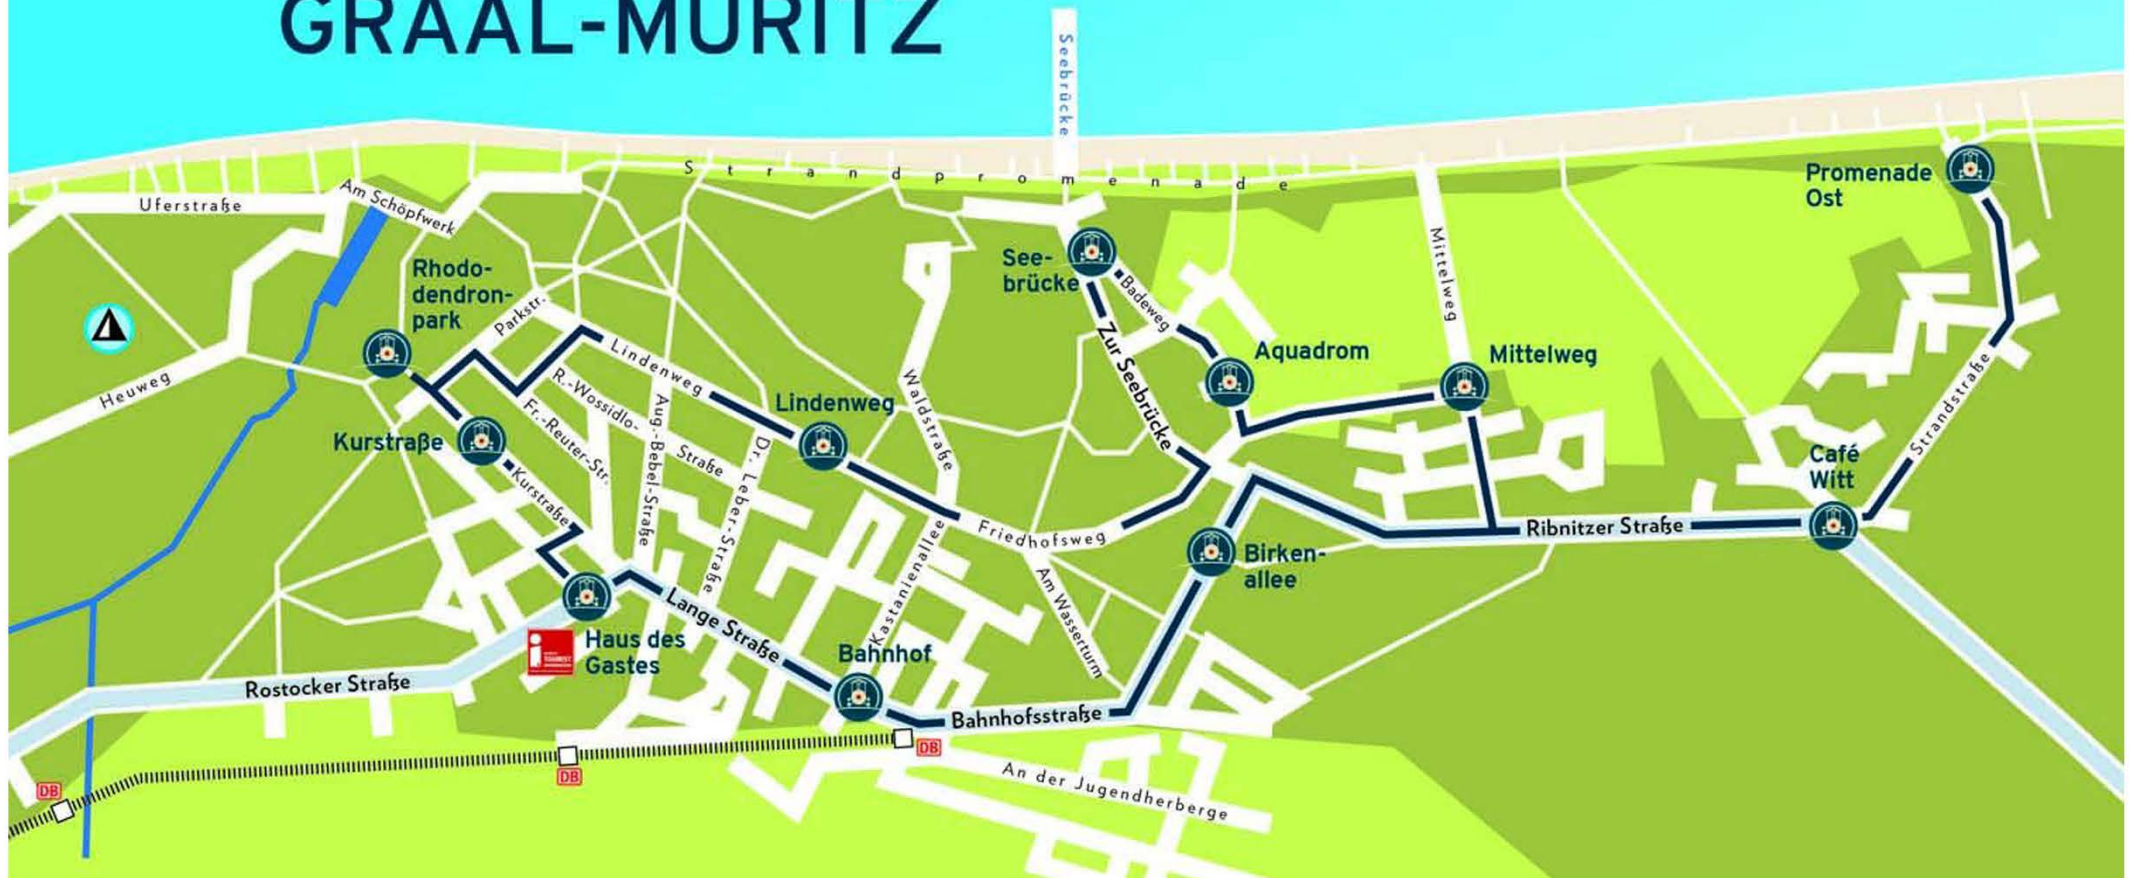 GRAAL-MÜRITZ
Seebrücke
Strandpromenade
Uferstraße
Am Schöpfwerk
Promenade
Ost
Rhodo-
dendron-
park
Parkstr.
See-
brücke
Badeweg
Mittelweg
Heuweg
Lindenweg
Zur Seebrücke
Aquadrom
Mittelweg
R.-Wossidlo-
Straße
Fr.-Reuter-Str.
Aug.-Bebel-Straße
Lindenweg
Waldstraße
Strandstraße
Kurstraße
Kurstraße
Dr. Leber-Straße
Café
Witt
Friedhofsweg
Ribnitzer Straße
Birken-
allee
Kastanienallee
Am Wasserturm
Lange Straße
Haus des
Gastes
i
Bahnhof
Rostocker Straße
Bahnhofsstraße
DB
DB
DB
An der Jugendherberge